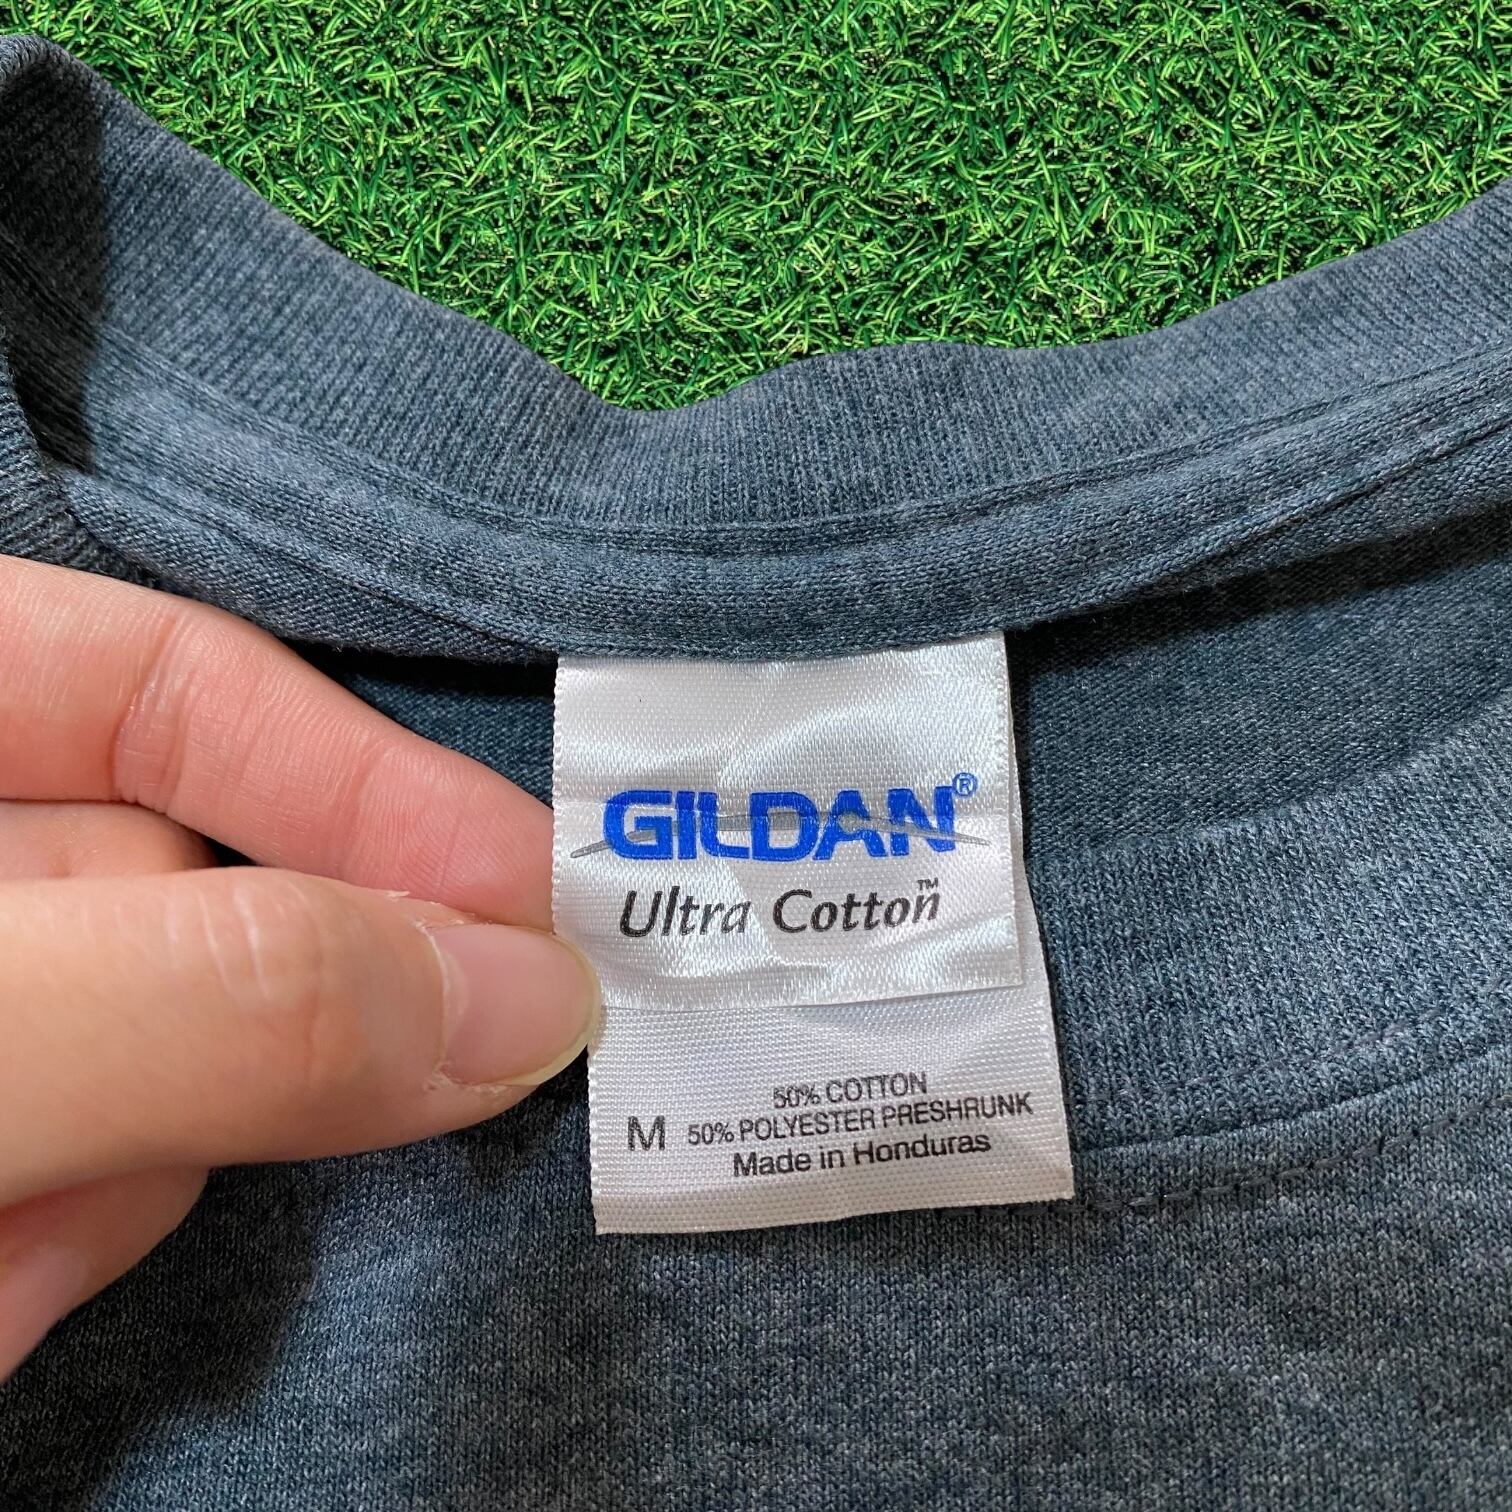 GILDAN®
Ultra Cotton™
50% COTTON
M 50% POLYESTER PRESHRUNK
Made in Honduras